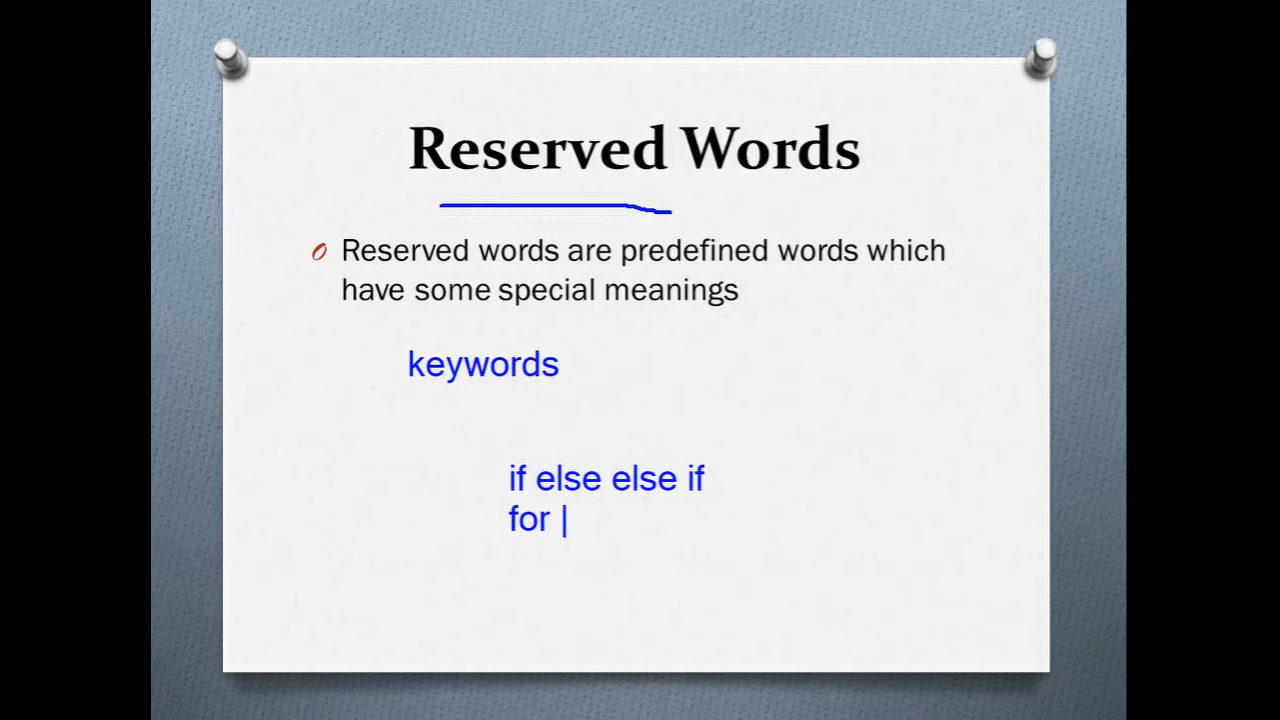 Reserved Words
Reserved words are predefined words which
have some special meanings
keywords
if else else if
for |